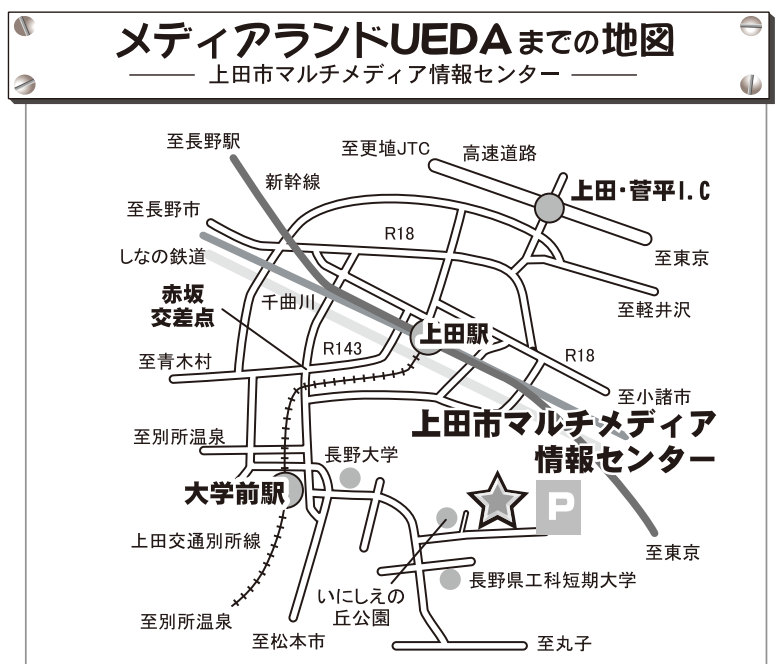 メディアランドUEDAまでの地図
上田市マルチメディア情報センター
至長野駅
至更埴JTC
高速道路
新幹線
上田・菅平I.C
至長野市
R18
しなの鉄道
至東京
赤坂
交差点
千曲川
至軽井沢
上田駅
R143
R18
至青木村
至小諸市
上田市マルチメディア
情報センター
至別所温泉
長野大学
大学前駅
P
上田交通別所線
至東京
長野県工科短期大学
いにしえの
丘公園
至別所温泉
至松本市
至丸子